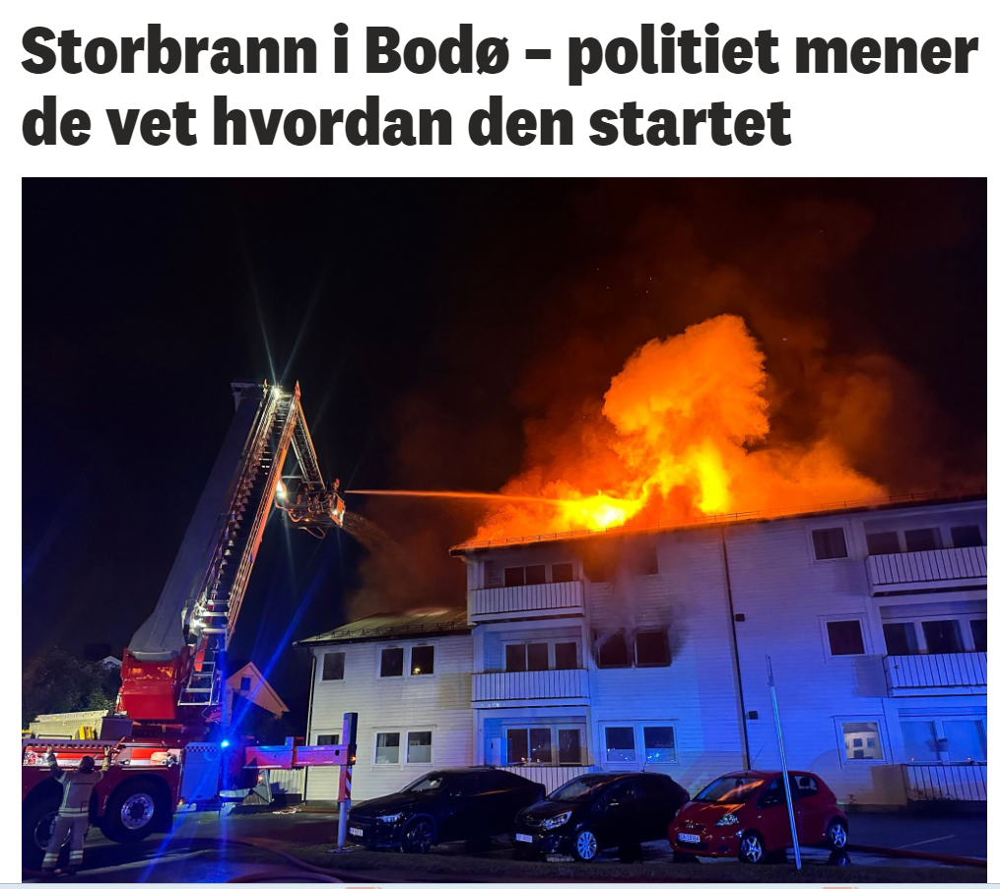 Storbrann i Bodø – politiet mener
de vet hvordan den startet